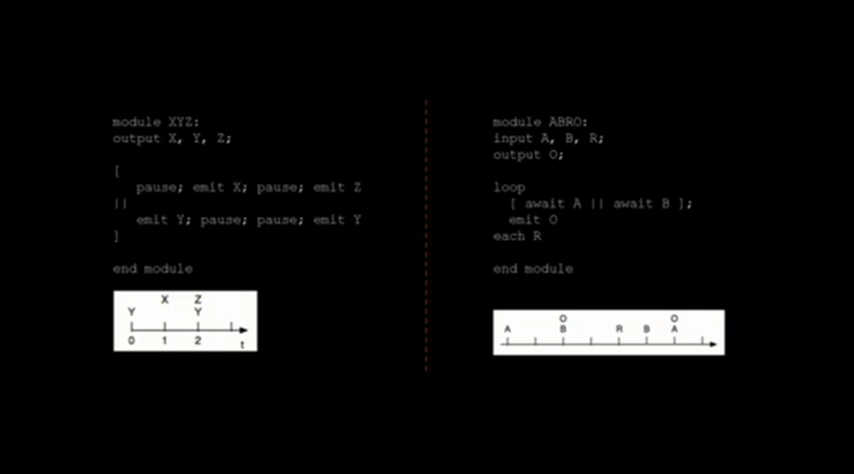 module XYZ:
output X, Y, Z;
[
pause; emit X; pause; emit Z
||
emit Y; pause; pause; emit Y
]
end module
X Z
Y Y
0 1 2 t
module ABRO:
input A, B, R;
output O;
loop
[ await A || await B ];
emit O
each R
end module
O O
A B R B A